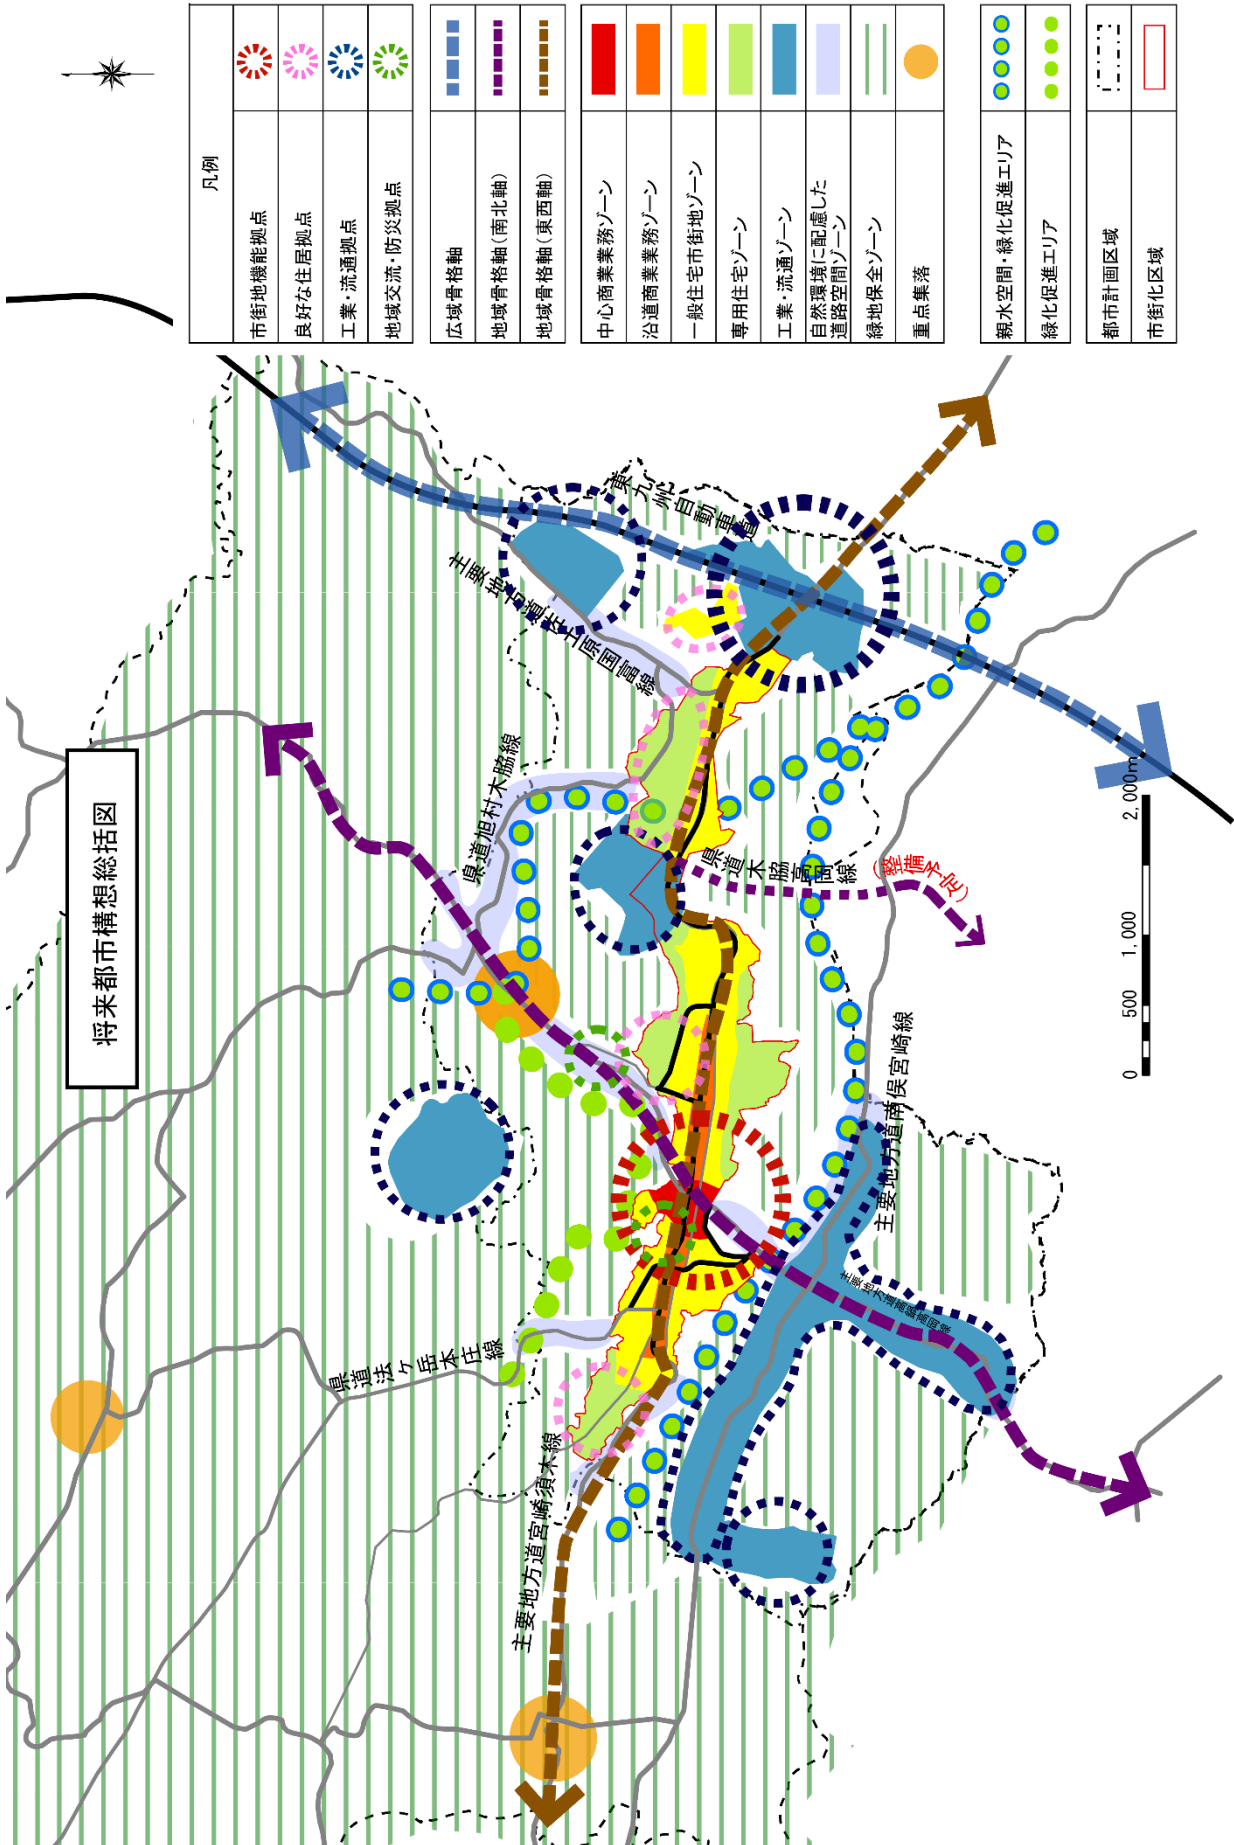 将来都市構想総括図
凡例
市街地機能拠点
良好な住居拠点
工業・流通拠点
地域交流・防災拠点
広域骨格軸
地域骨格軸(南北軸)
地域骨格軸(東西軸)
中心商業業務ゾーン
沿道商業業務ゾーン
一般住宅市街地ゾーン
専用住宅ゾーン
工業・流通ゾーン
自然環境に配慮した
道路空間ゾーン
緑地保全ゾーン
重点集落
親水空間・緑化促進エリア
緑化促進エリア
都市計画区域
市街化区域
東九州自動車道
主要地方道佐土原国富線
県道旭村木脇線
県道木脇高岡線
(整備予定)
県道法ケ岳本庄線
主要地方道宮崎須木線
主要地方道南俣宮崎線
主要地方道高鍋高岡線
0
500
1,000
2,000m